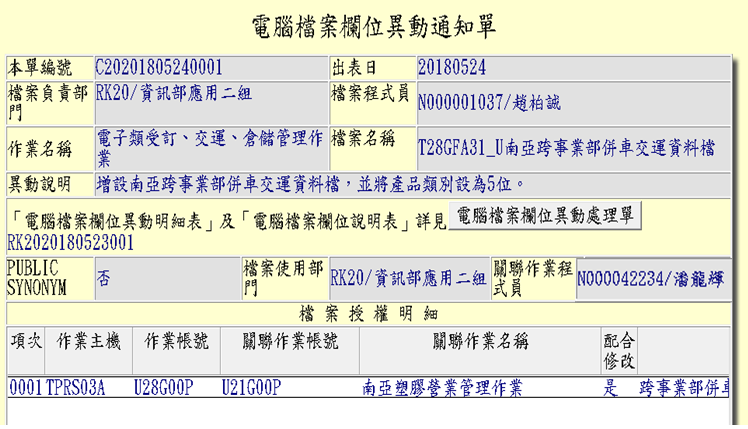 電腦檔案欄位異動通知單
本單編號 C20201805240001 出表日 20180524
檔案負責部門 RK20/資訊部應用二組 檔案程式員 N000001037/趙柏誠
作業名稱 電子類受訂、交運、倉儲管理作業 檔案名稱 T28GFA31_U南亞跨事業部併車交運資料檔
異動說明 增設南亞跨事業部併車交運資料檔，並將產品類別設為5位。
「電腦檔案欄位異動明細表」及「電腦檔案欄位說明表」詳見 電腦檔案欄位異動處理單
RK2020180523001
PUBLIC SYNONYM 否 檔案使用部門 RK20/資訊部應用二組 關聯作業程式員 N000042234/潘龍輝
檔案授權明細
項次 作業主機 作業帳號 關聯作業帳號 關聯作業名稱 配合修改
0001 TPRS03A U28G00P U21G00P 南亞塑膠營業管理作業 是 跨事業部併車